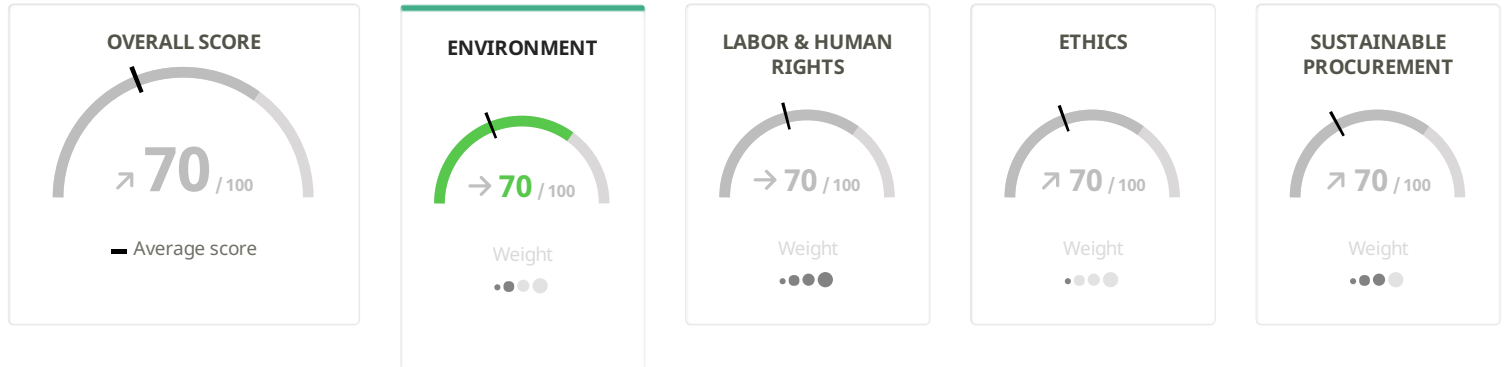 OVERALL SCORE
70 / 100
Average score
ENVIRONMENT
70 / 100
Weight
LABOR & HUMAN
RIGHTS
70 / 100
Weight
ETHICS
70 / 100
Weight
SUSTAINABLE
PROCUREMENT
70 / 100
Weight